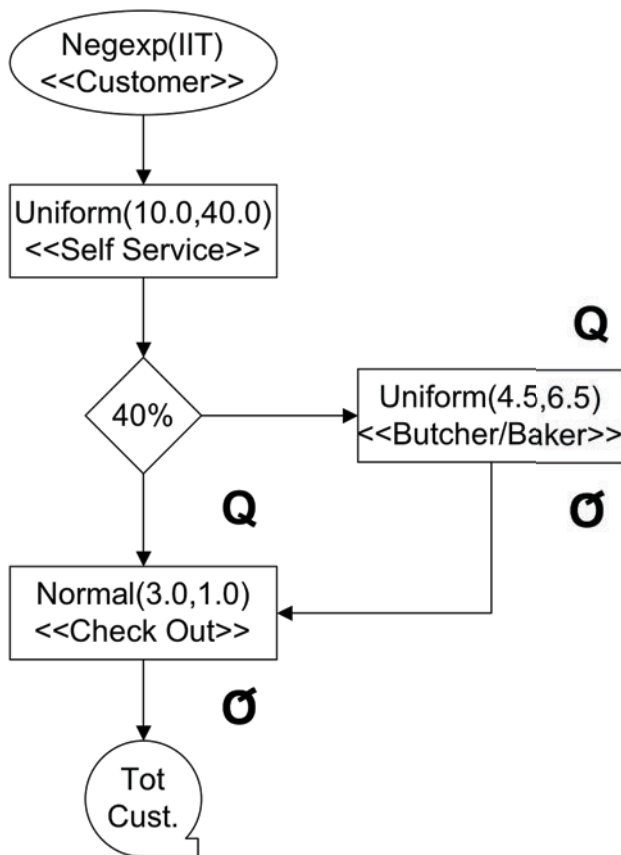 Negexp(IIT)
<<Customer>>
Uniform(10.0,40.0)
<<Self Service>>
Q
40%
Uniform(4.5,6.5)
<<Butcher/Baker>>
Q
Q̸
Normal(3.0,1.0)
<<Check Out>>
Q̸
Tot
Cust.